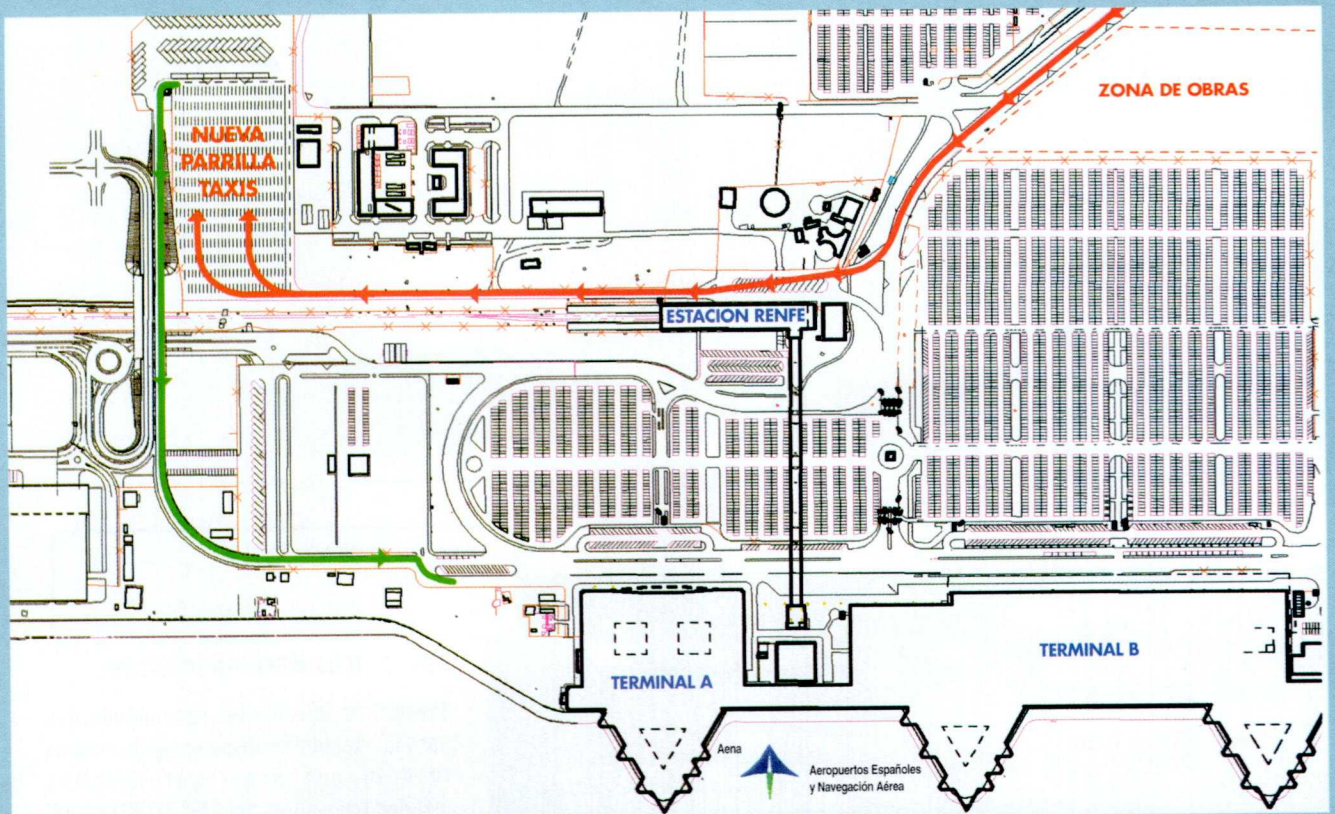 ZONA DE OBRAS
NUEVA
PARRILLA
TAXIS
ESTACION RENFE
TERMINAL A
TERMINAL B
Aena
Aeropuertos Españoles
y Navegación Aérea